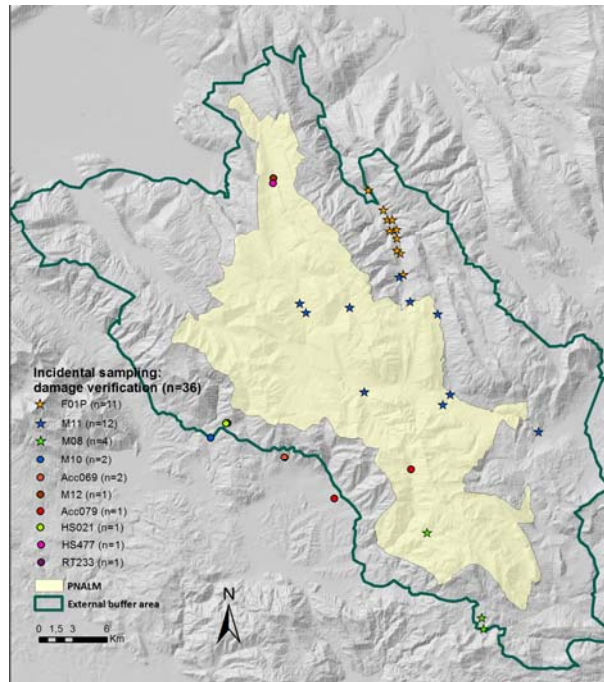 Incidental sampling:
damage verification (n=36)
F01P (n=11)
M11 (n=12)
M08 (n=4)
M10 (n=2)
Acc069 (n=2)
M12 (n=1)
Acc079 (n=1)
HS021 (n=1)
HS477 (n=1)
RT233 (n=1)
PNALM
External buffer area
0 1,5 3 6
Km
N